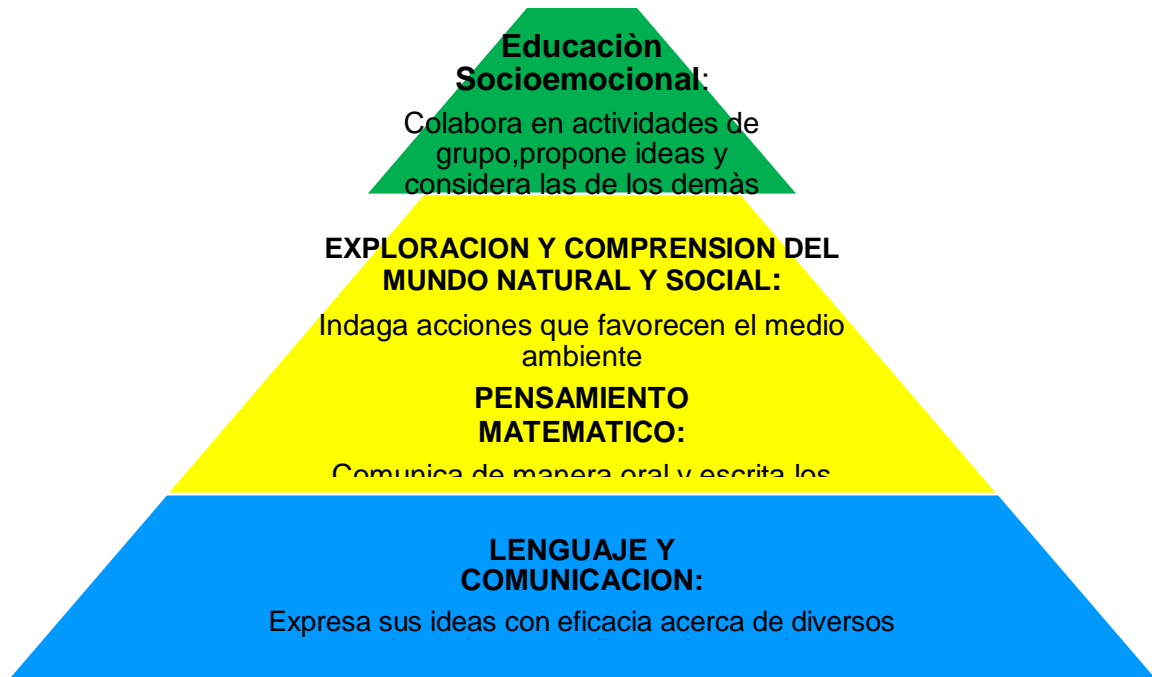 Educaciòn
Socioemocional:
Colabora en actividades de
grupo,propone ideas y
considera las de los demàs
EXPLORACION Y COMPRENSION DEL
MUNDO NATURAL Y SOCIAL:
Indaga acciones que favorecen el medio
ambiente
PENSAMIENTO
MATEMATICO:
Comunica de manera oral y escrita los
LENGUAJE Y
COMUNICACION:
Expresa sus ideas con eficacia acerca de diversos